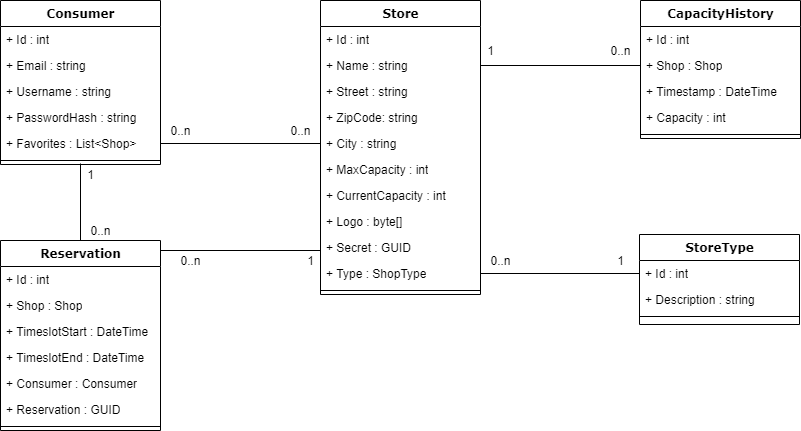 Consumer
+ Id : int
+ Email : string
+ Username : string
+ PasswordHash : string
+ Favorites : List<Shop>
Store
+ Id : int
+ Name : string
+ Street : string
+ ZipCode: string
+ City : string
+ MaxCapacity : int
+ CurrentCapacity : int
+ Logo : byte[]
+ Secret : GUID
+ Type : ShopType
CapacityHistory
+ Id : int
+ Shop : Shop
+ Timestamp : DateTime
+ Capacity : int
1
0..n
0..n
0..n
1
0..n
Reservation
+ Id : int
+ Shop : Shop
+ TimeslotStart : DateTime
+ TimeslotEnd : DateTime
+ Consumer : Consumer
+ Reservation : GUID
0..n
1
0..n
1
StoreType
+ Id : int
+ Description : string